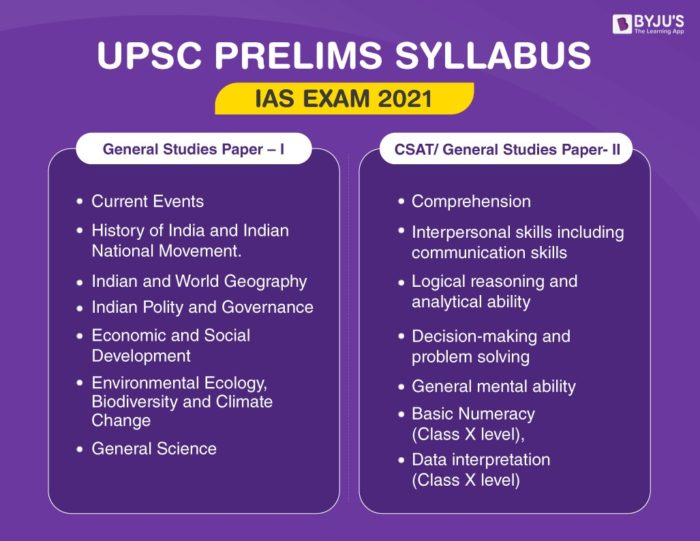 BYJU'S
The Learning App
UPSC PRELIMS SYLLABUS
IAS EXAM 2021
General Studies Paper – I
• Current Events
• History of India and Indian
National Movement.
• Indian and World Geography
• Indian Polity and Governance
• Economic and Social
Development
• Environmental Ecology,
Biodiversity and Climate
Change
• General Science
CSAT/ General Studies Paper- II
• Comprehension
• Interpersonal skills including
communication skills
• Logical reasoning and
analytical ability
• Decision-making and
problem solving
• General mental ability
• Basic Numeracy
(Class X level),
• Data interpretation
(Class X level)